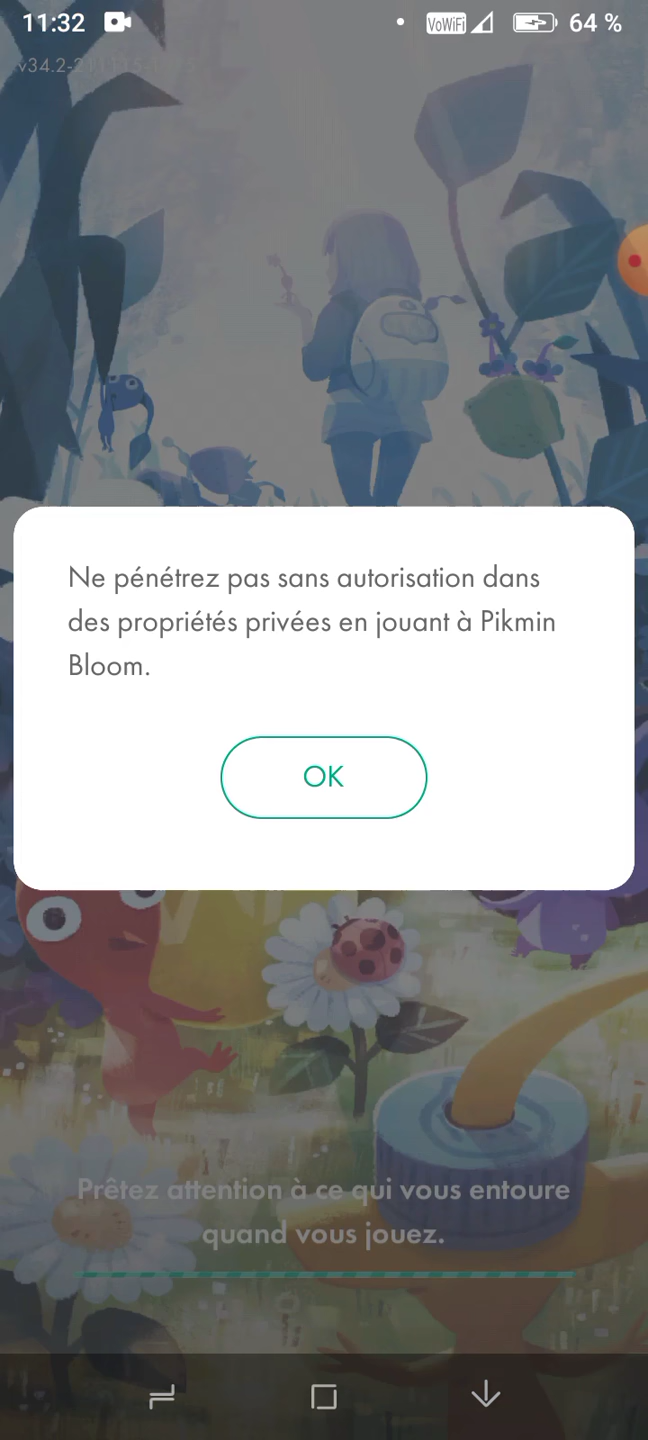 11:32 VoWiFi 64 %
Ne pénétrez pas sans autorisation dans
des propriétés privées en jouant à Pikmin
Bloom.
OK
Prêtez attention à ce qui vous entoure
quand vous jouez.